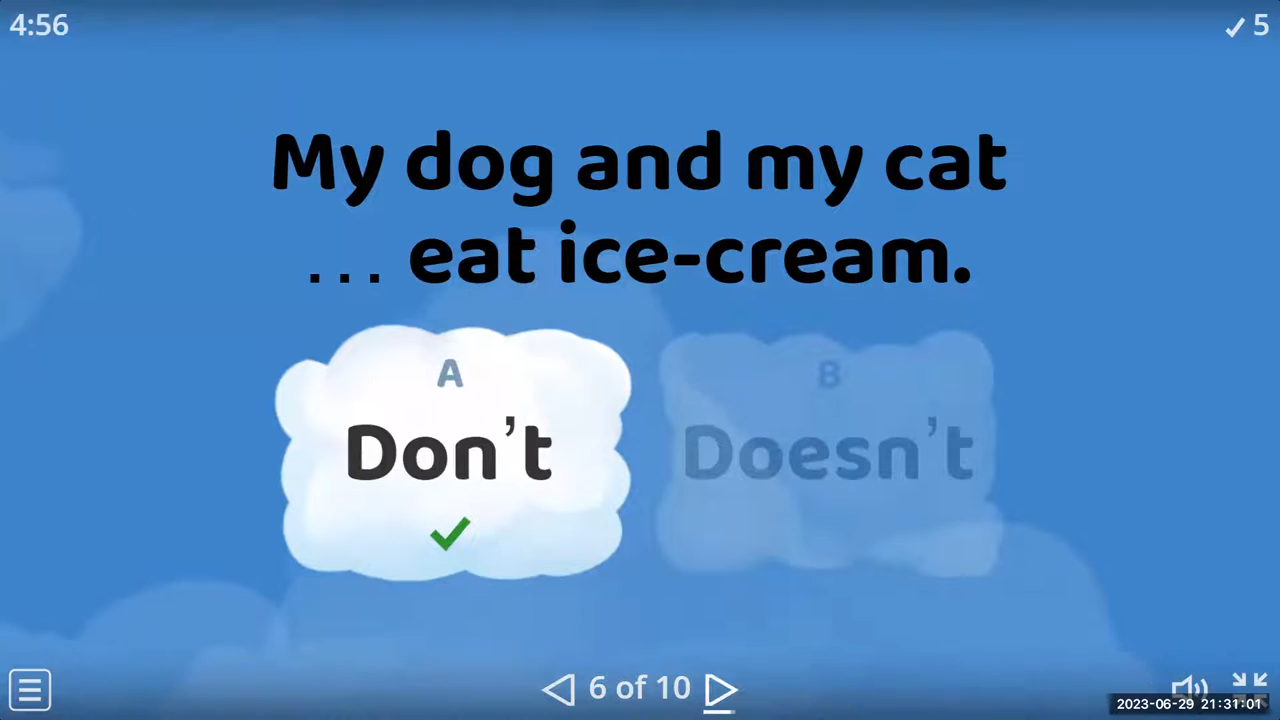 4:56
✓ 5
My dog and my cat
... eat ice-cream.
A
Don't
B
Doesn't
6 of 10
2023-06-29 21:31:01